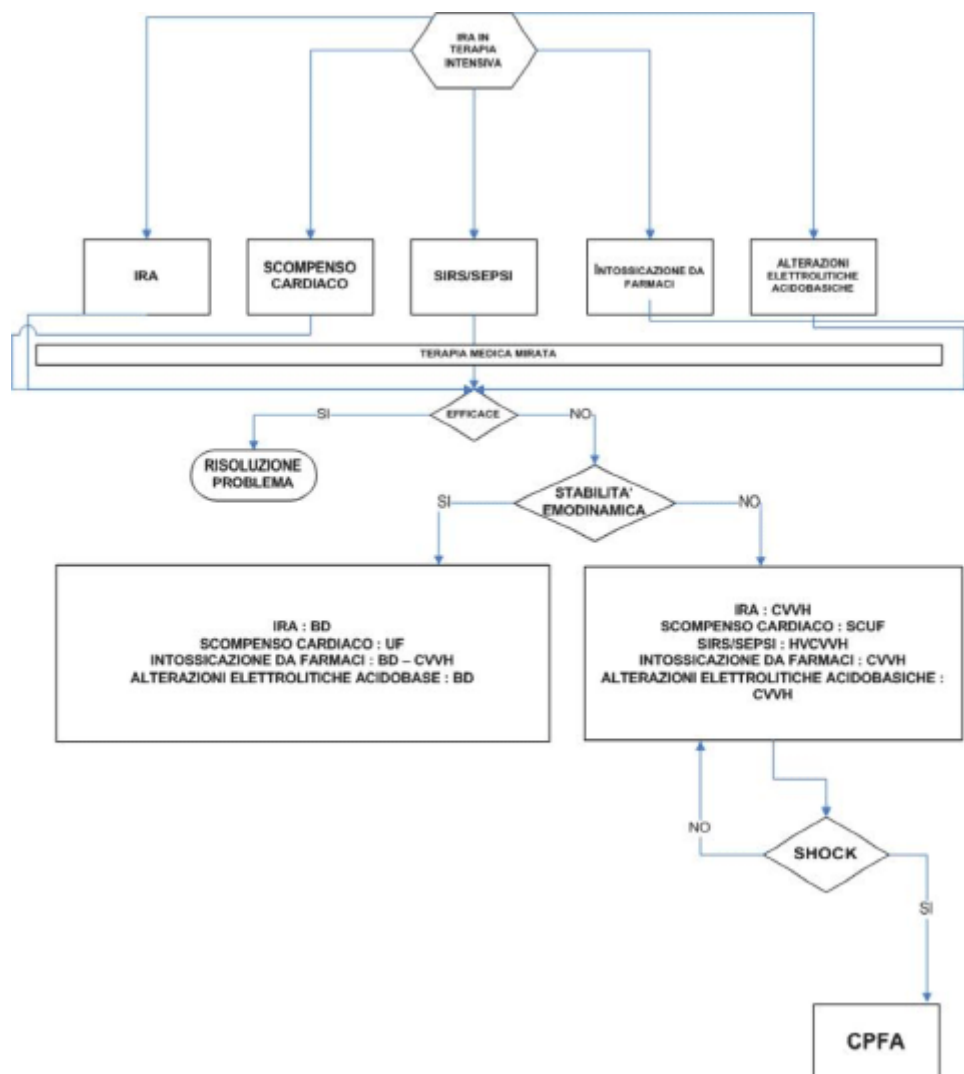 IRA IN
TERAPIA
INTENSIVA
IRA
SCOMPENSO
CARDIACO
SIRS/SEPSI
INTOSSICAZIONE DA
FARMACI
ALTERAZIONI
ELETTROLITICHE
ACIDOBASICHE
TERAPIA MEDICA MIRATA
SI
EFFICACE
NO
RISOLUZIONE
PROBLEMA
SI
STABILITA'
EMODINAMICA
NO
IRA : BD
SCOMPENSO CARDIACO : UF
INTOSSICAZIONE DA FARMACI : BD – CVVH
ALTERAZIONI ELETTROLITICHE ACIDOBASE : BD
IRA : CVVH
SCOMPENSO CARDIACO : SCUF
SIRS/SEPSI : HVCVVH
INTOSSICAZIONE DA FARMACI : CVVH
ALTERAZIONI ELETTROLITICHE ACIDOBASICHE :
CVVH
NO
SHOCK
SI
CPFA